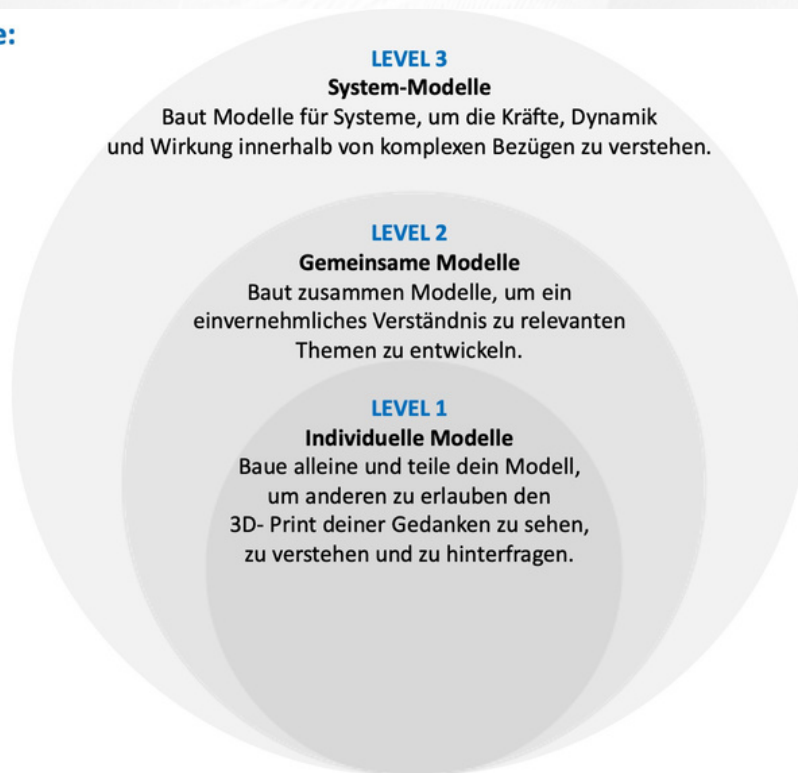 e:
LEVEL 3
System-Modelle
Baut Modelle für Systeme, um die Kräfte, Dynamik
und Wirkung innerhalb von komplexen Bezügen zu verstehen.
LEVEL 2
Gemeinsame Modelle
Baut zusammen Modelle, um ein
einvernehmliches Verständnis zu relevanten
Themen zu entwickeln.
LEVEL 1
Individuelle Modelle
Baue alleine und teile dein Modell,
um anderen zu erlauben den
3D- Print deiner Gedanken zu sehen,
zu verstehen und zu hinterfragen.